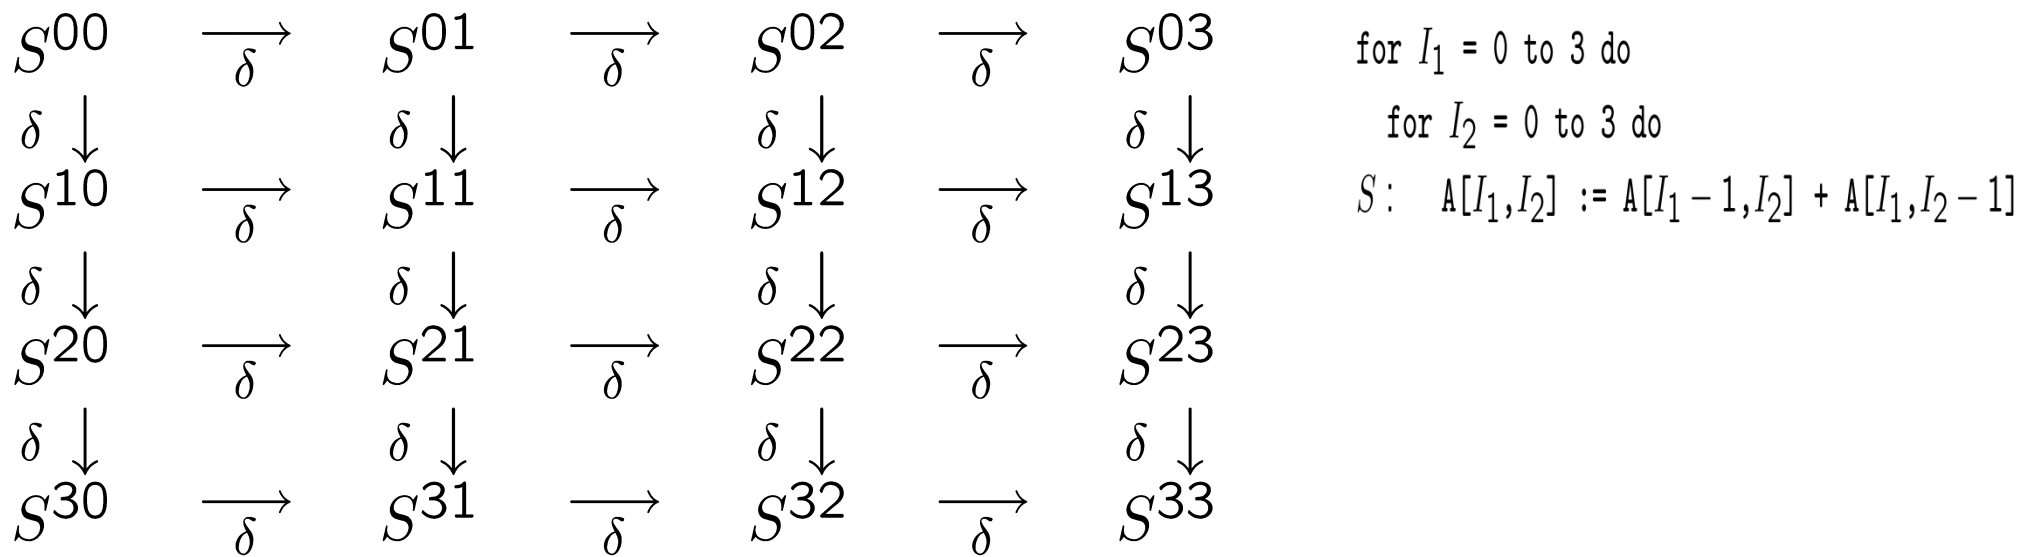 S^00 →δ S^01 →δ S^02 →δ S^03
δ ↓ δ ↓ δ ↓ δ ↓
S^10 →δ S^11 →δ S^12 →δ S^13
δ ↓ δ ↓ δ ↓ δ ↓
S^20 →δ S^21 →δ S^22 →δ S^23
δ ↓ δ ↓ δ ↓ δ ↓
S^30 →δ S^31 →δ S^32 →δ S^33
for I_1 = 0 to 3 do
for I_2 = 0 to 3 do
S: A[I_1,I_2] := A[I_1−1,I_2] + A[I_1,I_2−1]